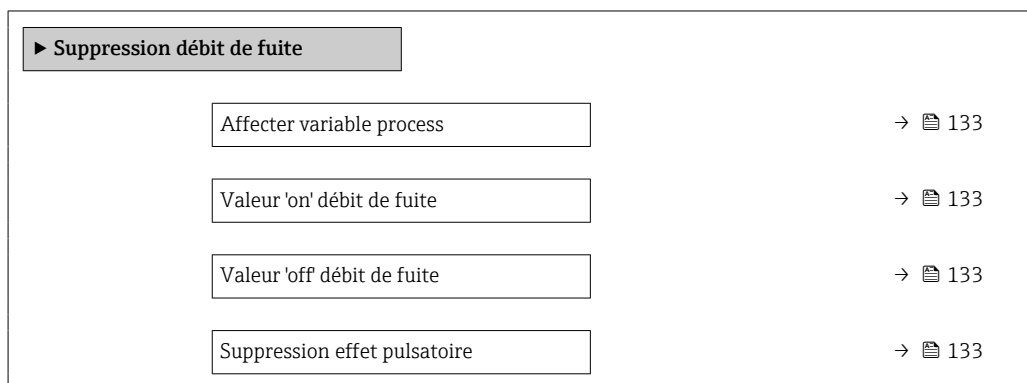 ▶ Suppression débit de fuite
Affecter variable process → 133
Valeur 'on' débit de fuite → 133
Valeur 'off' débit de fuite → 133
Suppression effet pulsatoire → 133